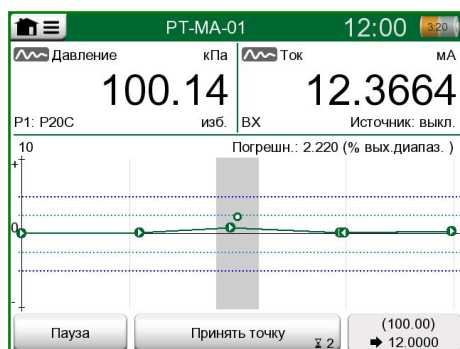 PT-MA-01 12:00 3:20
Давление кПа
100.14
P1: P20C изб.
Ток мА
12.3664
ВХ Источник: выкл.
10 Погрешн.: 2.220 (% вых.диапаз. )
+
0
-
Пауза
Принять точку 2
(100.00)
12.0000